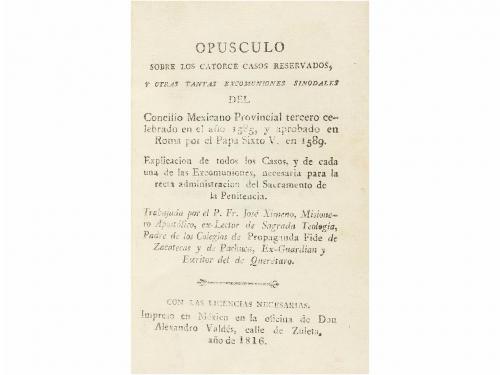 OPUSCULO
SOBRE LOS CATORCE CASOS RESERVADOS,
Y OTRAS TANTAS EXCOMUNIONES SINODALES
DEL
Concilio Mexicano Provincial tercero ce-
lebrado en el año 1585, y aprobado en
Roma por el Papa Sixto V. en 1589.
Explicacion de todos los Casos, y de cada
una de las Excomuniones, necesaria para la
recta administracion del Sacramento de
la Penitencia.
Trabajada por el P. Fr. José Ximeno, Misione-
ro Apostólico, ex-Lector de Sagrada Teologia,
Padre de los Colegios de Propaganda Fide de
Zacatecas y de Pachuca, Ex-Guardian y
Escritor del de Queretaro.
CON LAS LICENCIAS NECESARIAS.
Impreso en México en la oficina de Don
Alexandro Valdés, calle de Zuleta,
año de 1816.